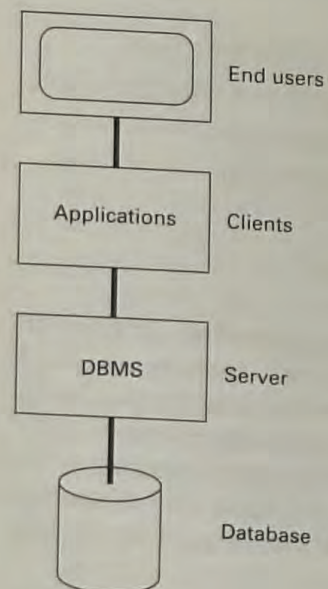 End users
Applications
Clients
DBMS
Server
Database